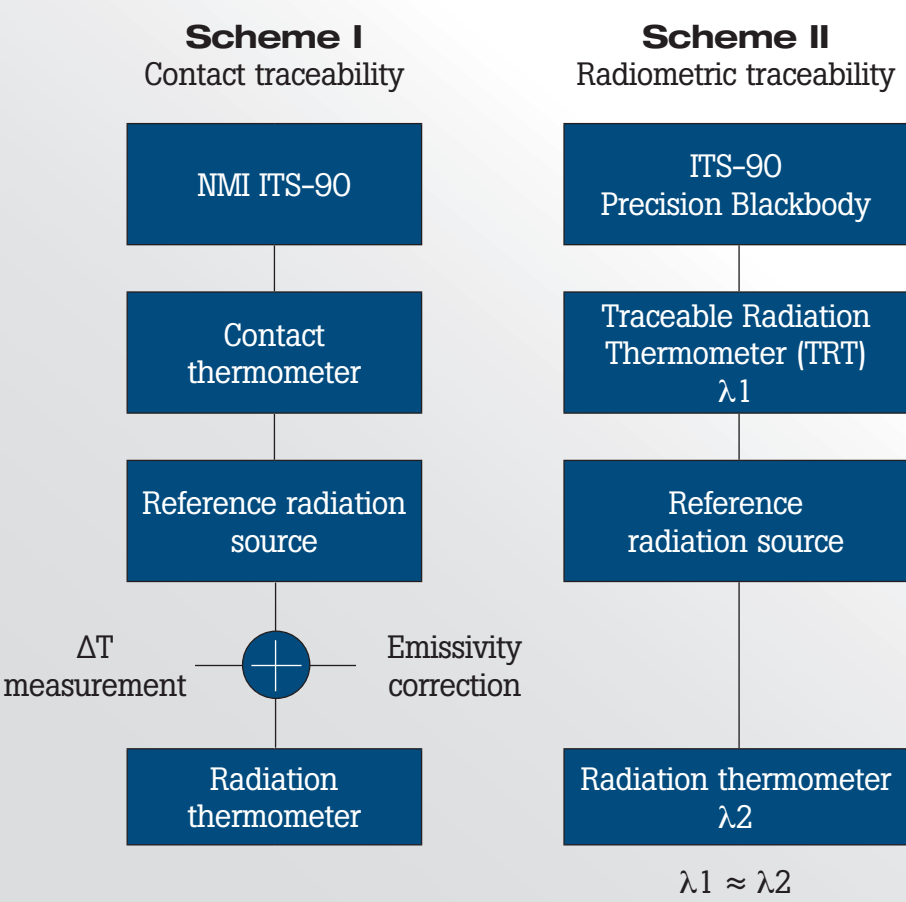 Scheme I
Contact traceability
NMI ITS-90
Contact
thermometer
Reference radiation
source
ΔT
measurement
Emissivity
correction
Radiation
thermometer
Scheme II
Radiometric traceability
ITS-90
Precision Blackbody
Traceable Radiation
Thermometer (TRT)
λ1
Reference
radiation source
Radiation thermometer
λ2
λ1 ≈ λ2